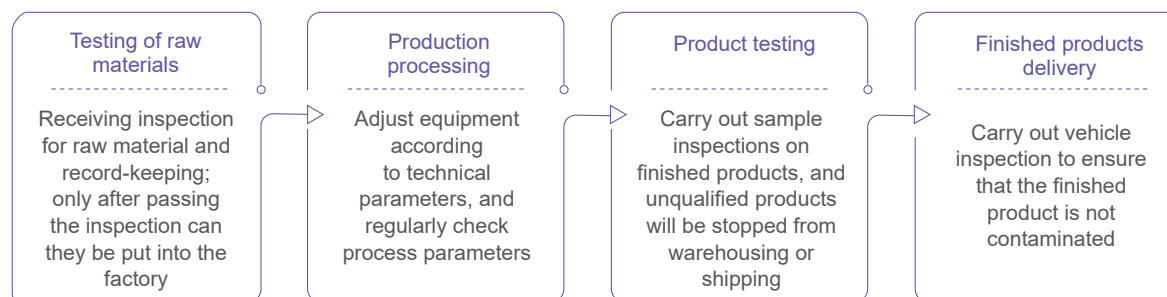 Testing of raw
materials
Receiving inspection
for raw material and
record-keeping;
only after passing
the inspection can
they be put into the
factory
Production
processing
Adjust equipment
according
to technical
parameters, and
regularly check
process parameters
Product testing
Carry out sample
inspections on
finished products, and
unqualified products
will be stopped from
warehousing or
shipping
Finished products
delivery
Carry out vehicle
inspection to ensure
that the finished
product is not
contaminated